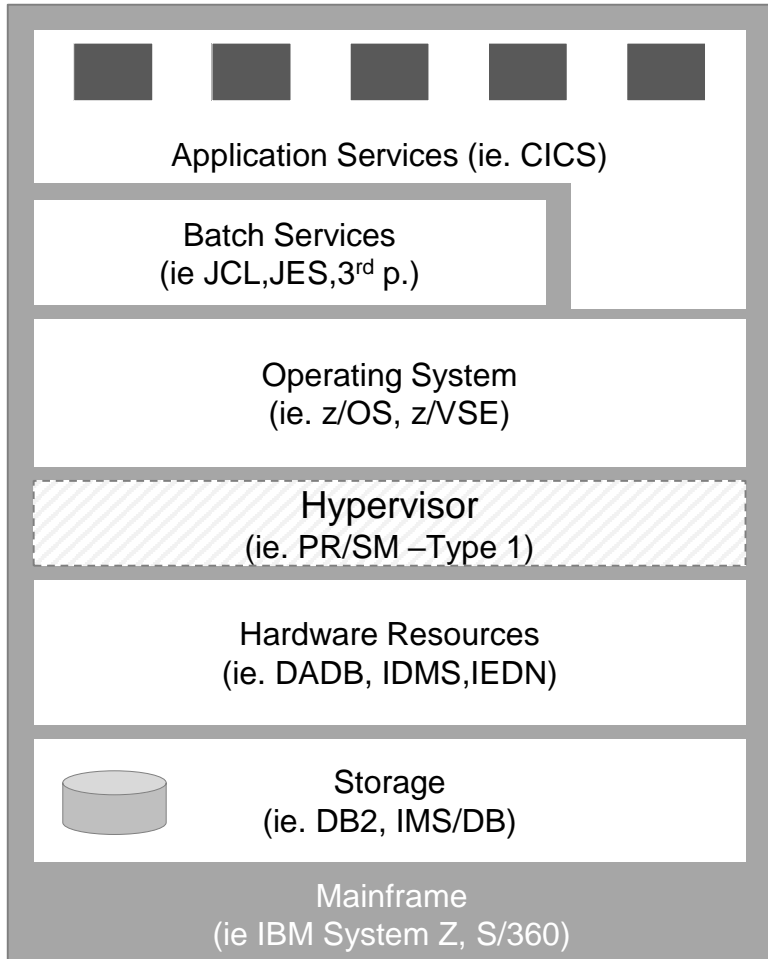 Application Services (ie. CICS)
Batch Services
(ie JCL,JES,3rd p.)
Operating System
(ie. z/OS, z/VSE)
Hypervisor
(ie. PR/SM –Type 1)
Hardware Resources
(ie. DADB, IDMS,IEDN)
Storage
(ie. DB2, IMS/DB)
Mainframe
(ie IBM System Z, S/360)